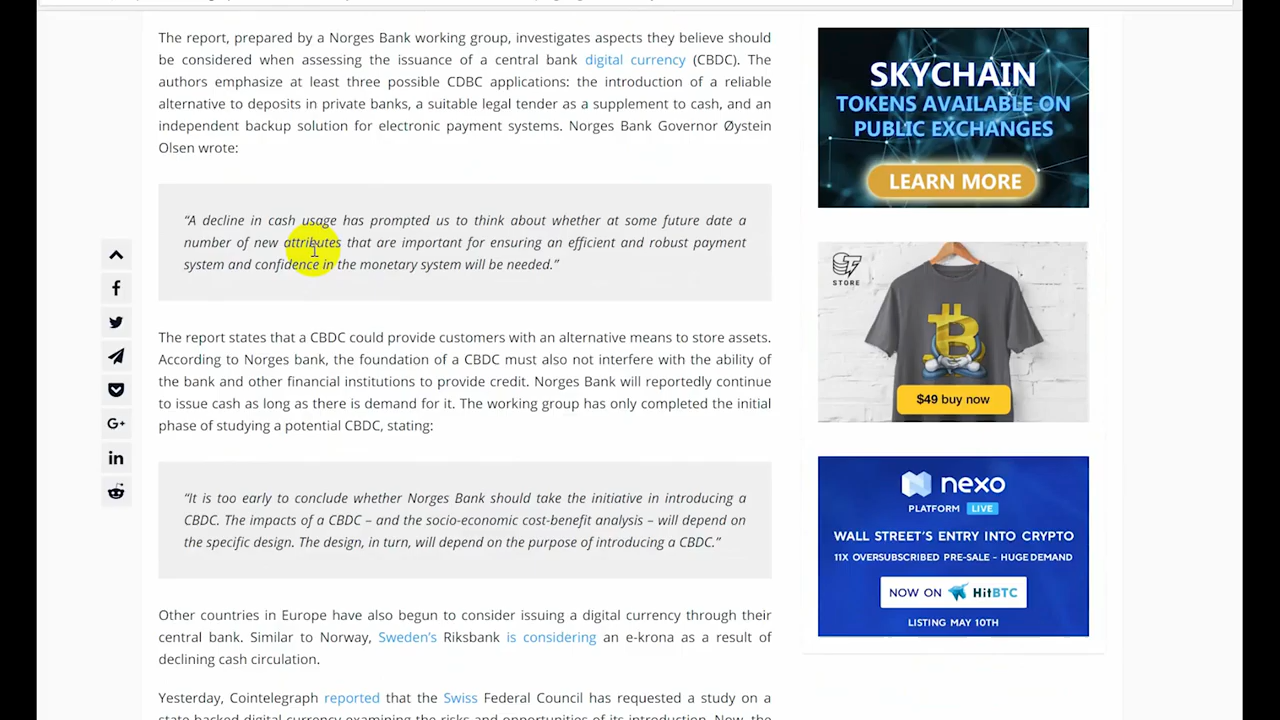 The report, prepared by a Norges Bank working group, investigates aspects they believe should
be considered when assessing the issuance of a central bank digital currency (CBDC). The
authors emphasize at least three possible CDBC applications: the introduction of a reliable
alternative to deposits in private banks, a suitable legal tender as a supplement to cash, and an
independent backup solution for electronic payment systems. Norges Bank Governor Øystein
Olsen wrote:
“A decline in cash usage has prompted us to think about whether at some future date a
number of new attributes that are important for ensuring an efficient and robust payment
system and confidence in the monetary system will be needed.”
The report states that a CBDC could provide customers with an alternative means to store assets.
According to Norges bank, the foundation of a CBDC must also not interfere with the ability of
the bank and other financial institutions to provide credit. Norges Bank will reportedly continue
to issue cash as long as there is demand for it. The working group has only completed the initial
phase of studying a potential CBDC, stating:
“It is too early to conclude whether Norges Bank should take the initiative in introducing a
CBDC. The impacts of a CBDC – and the socio-economic cost-benefit analysis – will depend on
the specific design. The design, in turn, will depend on the purpose of introducing a CBDC.”
Other countries in Europe have also begun to consider issuing a digital currency through their
central bank. Similar to Norway, Sweden’s Riksbank is considering an e-krona as a result of
declining cash circulation.
Yesterday, Cointelegraph reported that the Swiss Federal Council has requested a study on a
state-backed digital currency examining the risks and opportunities of its introduction. Now, the
SKYCHAIN
TOKENS AVAILABLE ON
PUBLIC EXCHANGES
LEARN MORE
STORE
$49 buy now
nexo
PLATFORM LIVE
WALL STREET’S ENTRY INTO CRYPTO
11X OVERSUBSCRIBED PRE-SALE – HUGE DEMAND
NOW ON HitBTC
LISTING MAY 10TH